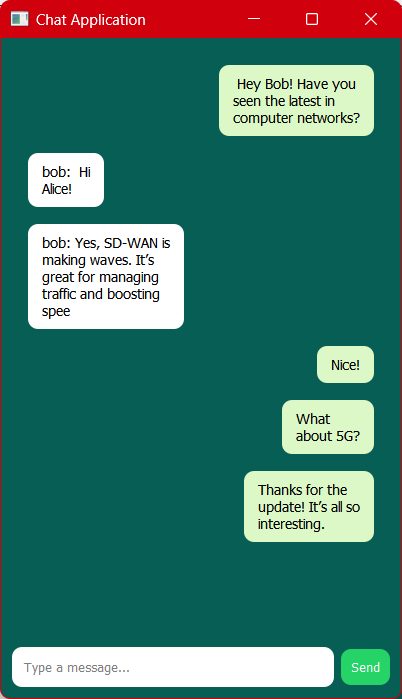 Chat Application
Hey Bob! Have you
seen the latest in
computer networks?
bob:  Hi
Alice!
bob: Yes, SD-WAN is
making waves. It’s
great for managing
traffic and boosting
spee
Nice!
What
about 5G?
Thanks for the
update! It’s all so
interesting.
Type a message...
Send